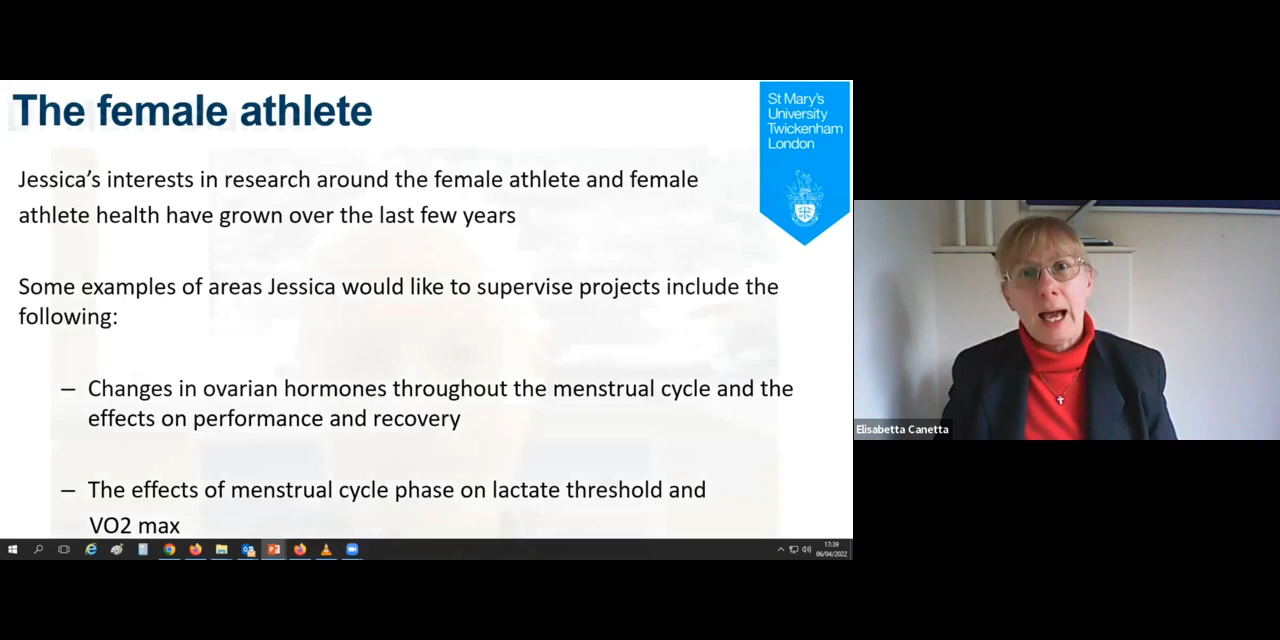 The female athlete
St Mary's
University
Twickenham
London
Jessica's interests in research around the female athlete and female
athlete health have grown over the last few years
Some examples of areas Jessica would like to supervise projects include the
following:
– Changes in ovarian hormones throughout the menstrual cycle and the
effects on performance and recovery
– The effects of menstrual cycle phase on lactate threshold and
VO2 max
Elisabetta Canetta
17:39
06/04/2022